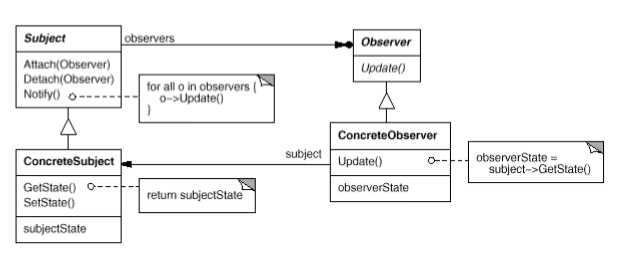 Subject
observers
Observer
Attach(Observer)
Detach(Observer)
Notify()
Update()
for all o in observers {
o->Update()
}
ConcreteSubject
subject
ConcreteObserver
GetState()
SetState()
subjectState
return subjectState
Update()
observerState
observerState =
subject->GetState()